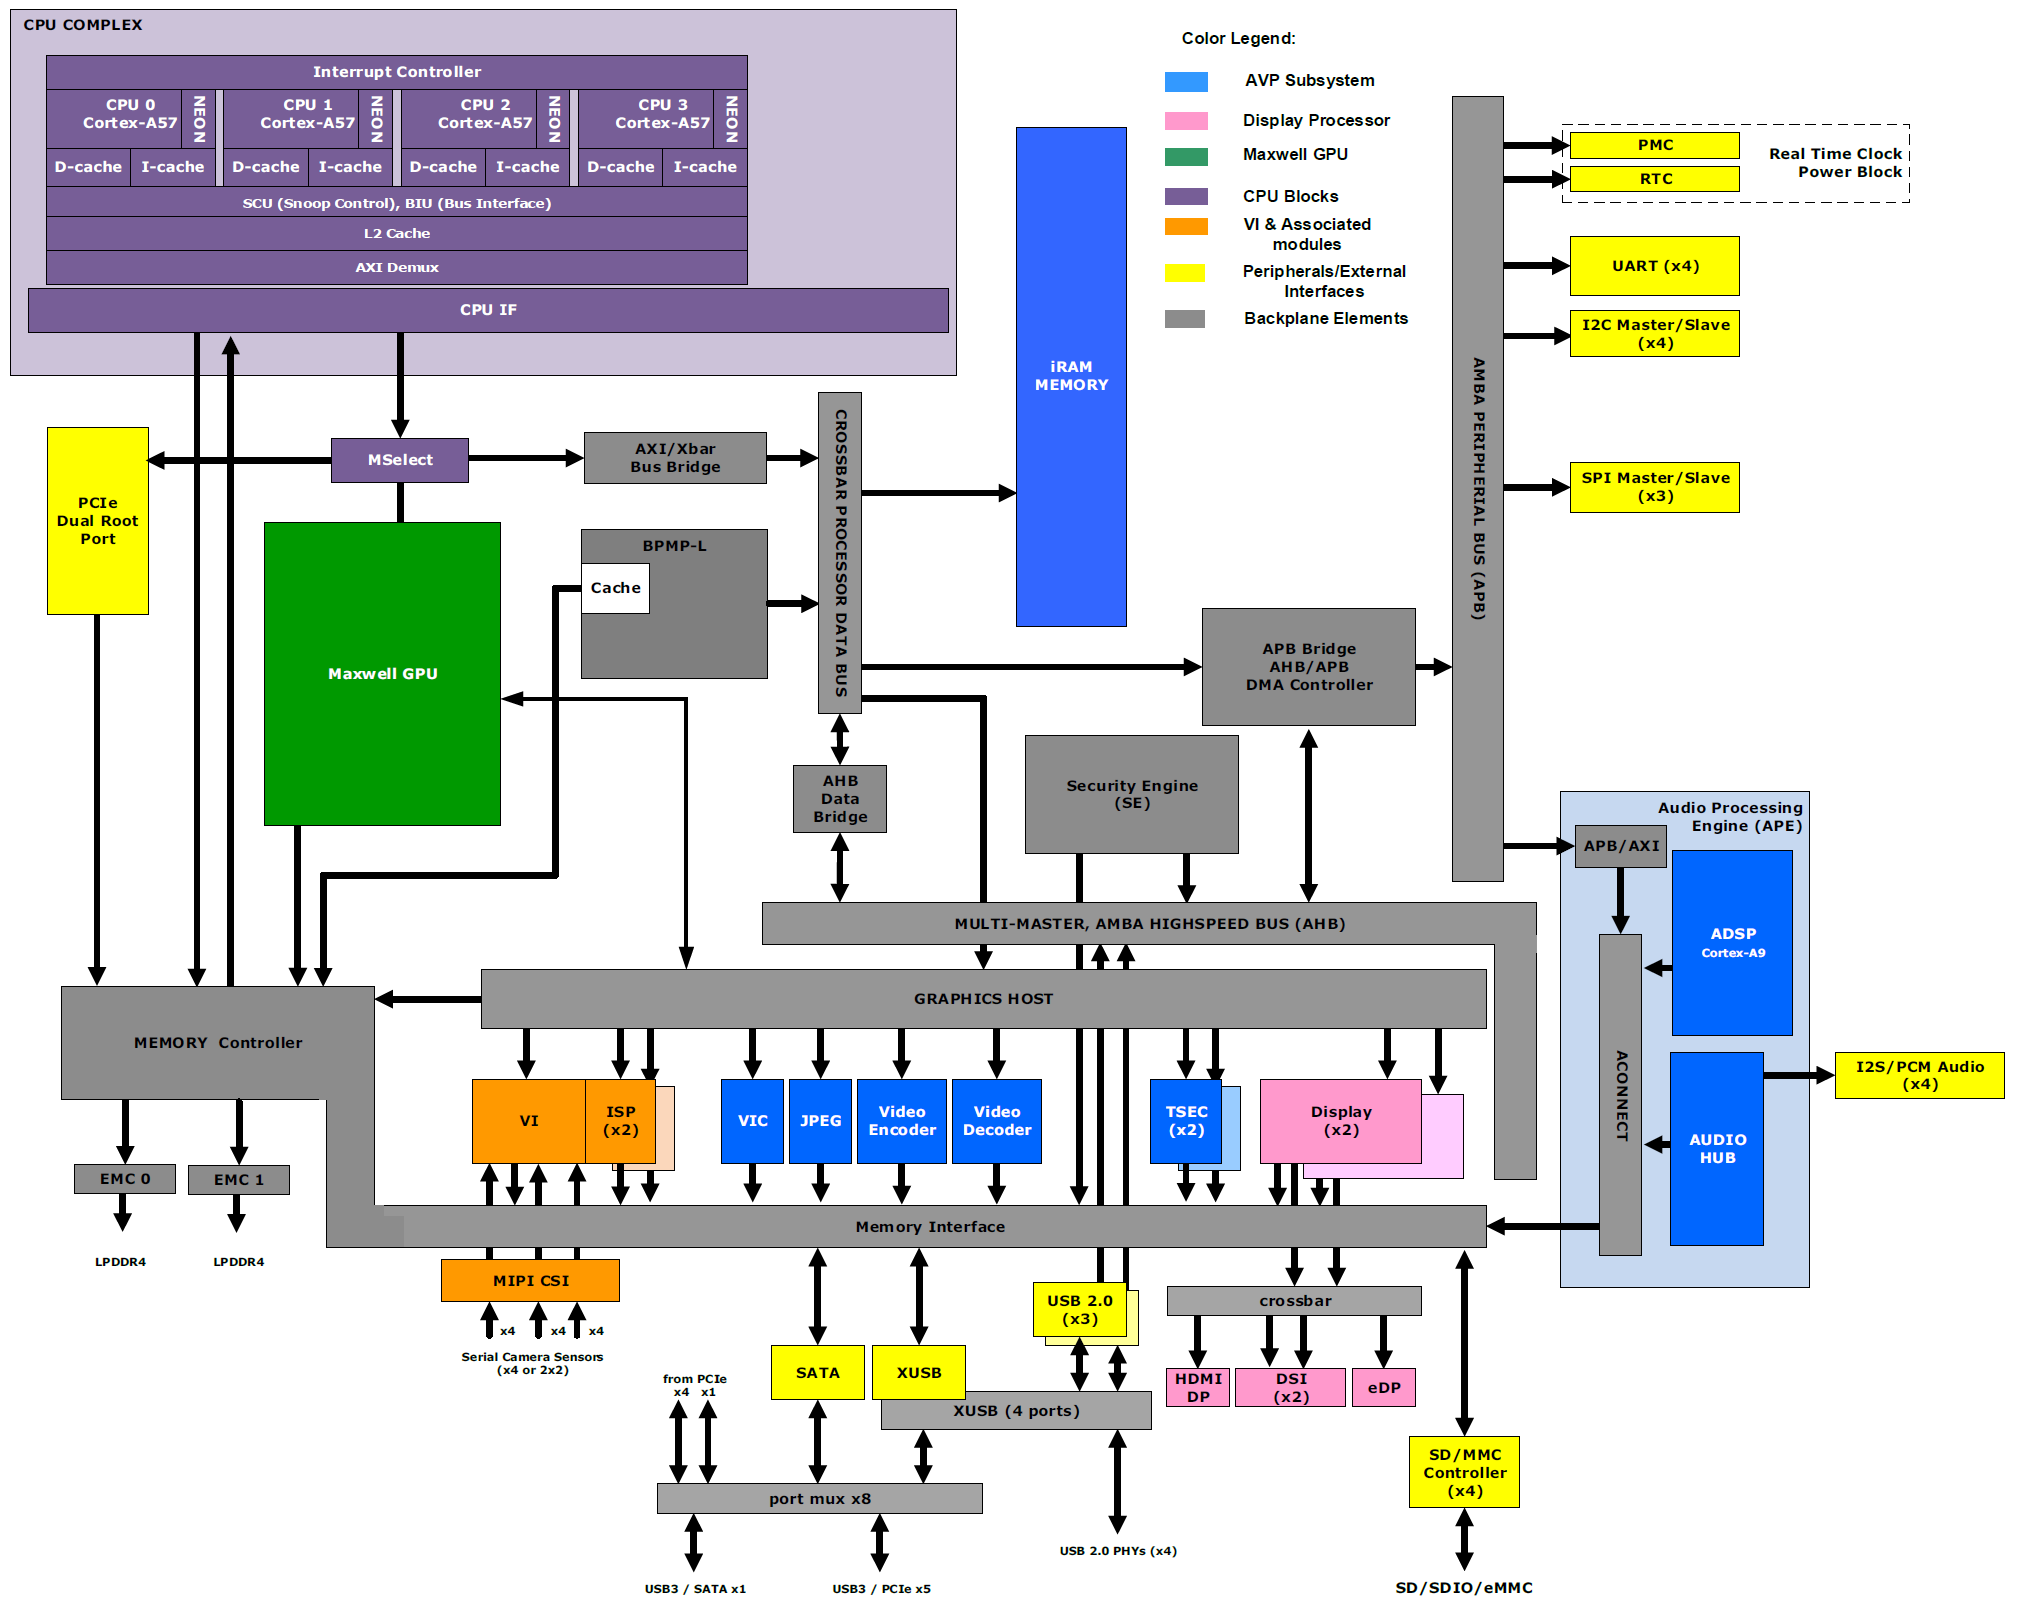 CPU COMPLEX
Interrupt Controller
CPU 0
Cortex-A57
NEON
CPU 1
Cortex-A57
NEON
CPU 2
Cortex-A57
NEON
CPU 3
Cortex-A57
NEON
D-cache
I-cache
D-cache
I-cache
D-cache
I-cache
D-cache
I-cache
SCU (Snoop Control), BIU (Bus Interface)
L2 Cache
AXI Demux
CPU IF
Color Legend:
AVP Subsystem
Display Processor
Maxwell GPU
CPU Blocks
VI & Associated
modules
Peripherals/External
Interfaces
Backplane Elements
PMC
RTC
Real Time Clock
Power Block
UART (x4)
I2C Master/Slave
(x4)
SPI Master/Slave
(x3)
AMBA PERIPHERIAL BUS (APB)
iRAM
MEMORY
CROSSBAR PROCESSOR DATA BUS
MSelect
AXI/Xbar
Bus Bridge
PCIe
Dual Root
Port
BPMP-L
Cache
Maxwell GPU
APB Bridge
AHB/APB
DMA Controller
AHB
Data
Bridge
Security Engine
(SE)
Audio Processing
Engine (APE)
APB/AXI
ADSP
Cortex-A9
ACONNECT
AUDIO
HUB
I2S/PCM Audio
(x4)
MULTI-MASTER, AMBA HIGHSPEED BUS (AHB)
GRAPHICS HOST
MEMORY  Controller
VI
ISP
(x2)
VIC
JPEG
Video
Encoder
Video
Decoder
TSEC
(x2)
Display
(x2)
EMC 0
EMC 1
LPDDR4
LPDDR4
Memory Interface
MIPI CSI
x4
x4
x4
Serial Camera Sensors
(x4 or 2x2)
USB 2.0
(x3)
crossbar
SATA
XUSB
XUSB (4 ports)
HDMI
DP
DSI
(x2)
eDP
from PCIe
x4
x1
port mux x8
SD/MMC
Controller
(x4)
USB 2.0 PHYs (x4)
USB3 / SATA x1
USB3 / PCIe x5
SD/SDIO/eMMC